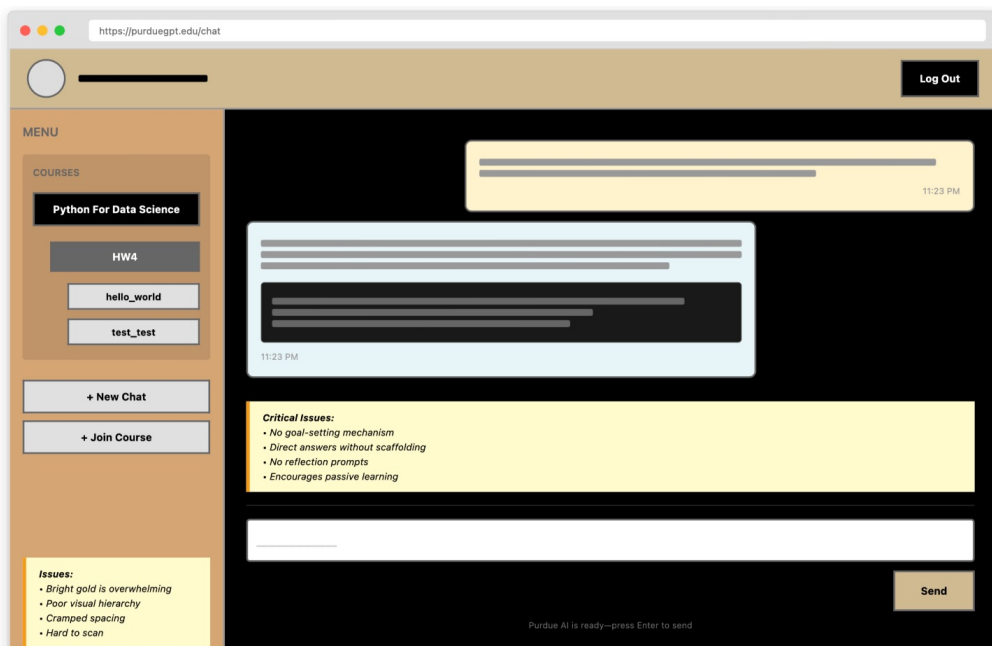 https://purduegpt.edu/chat
Log Out
MENU
COURSES
Python For Data Science
HW4
hello_world
test_test
+ New Chat
+ Join Course
Issues:
• Bright gold is overwhelming
• Poor visual hierarchy
• Cramped spacing
• Hard to scan
11:23 PM
11:23 PM
Critical Issues:
• No goal-setting mechanism
• Direct answers without scaffolding
• No reflection prompts
• Encourages passive learning
Send
Purdue AI is ready—press Enter to send